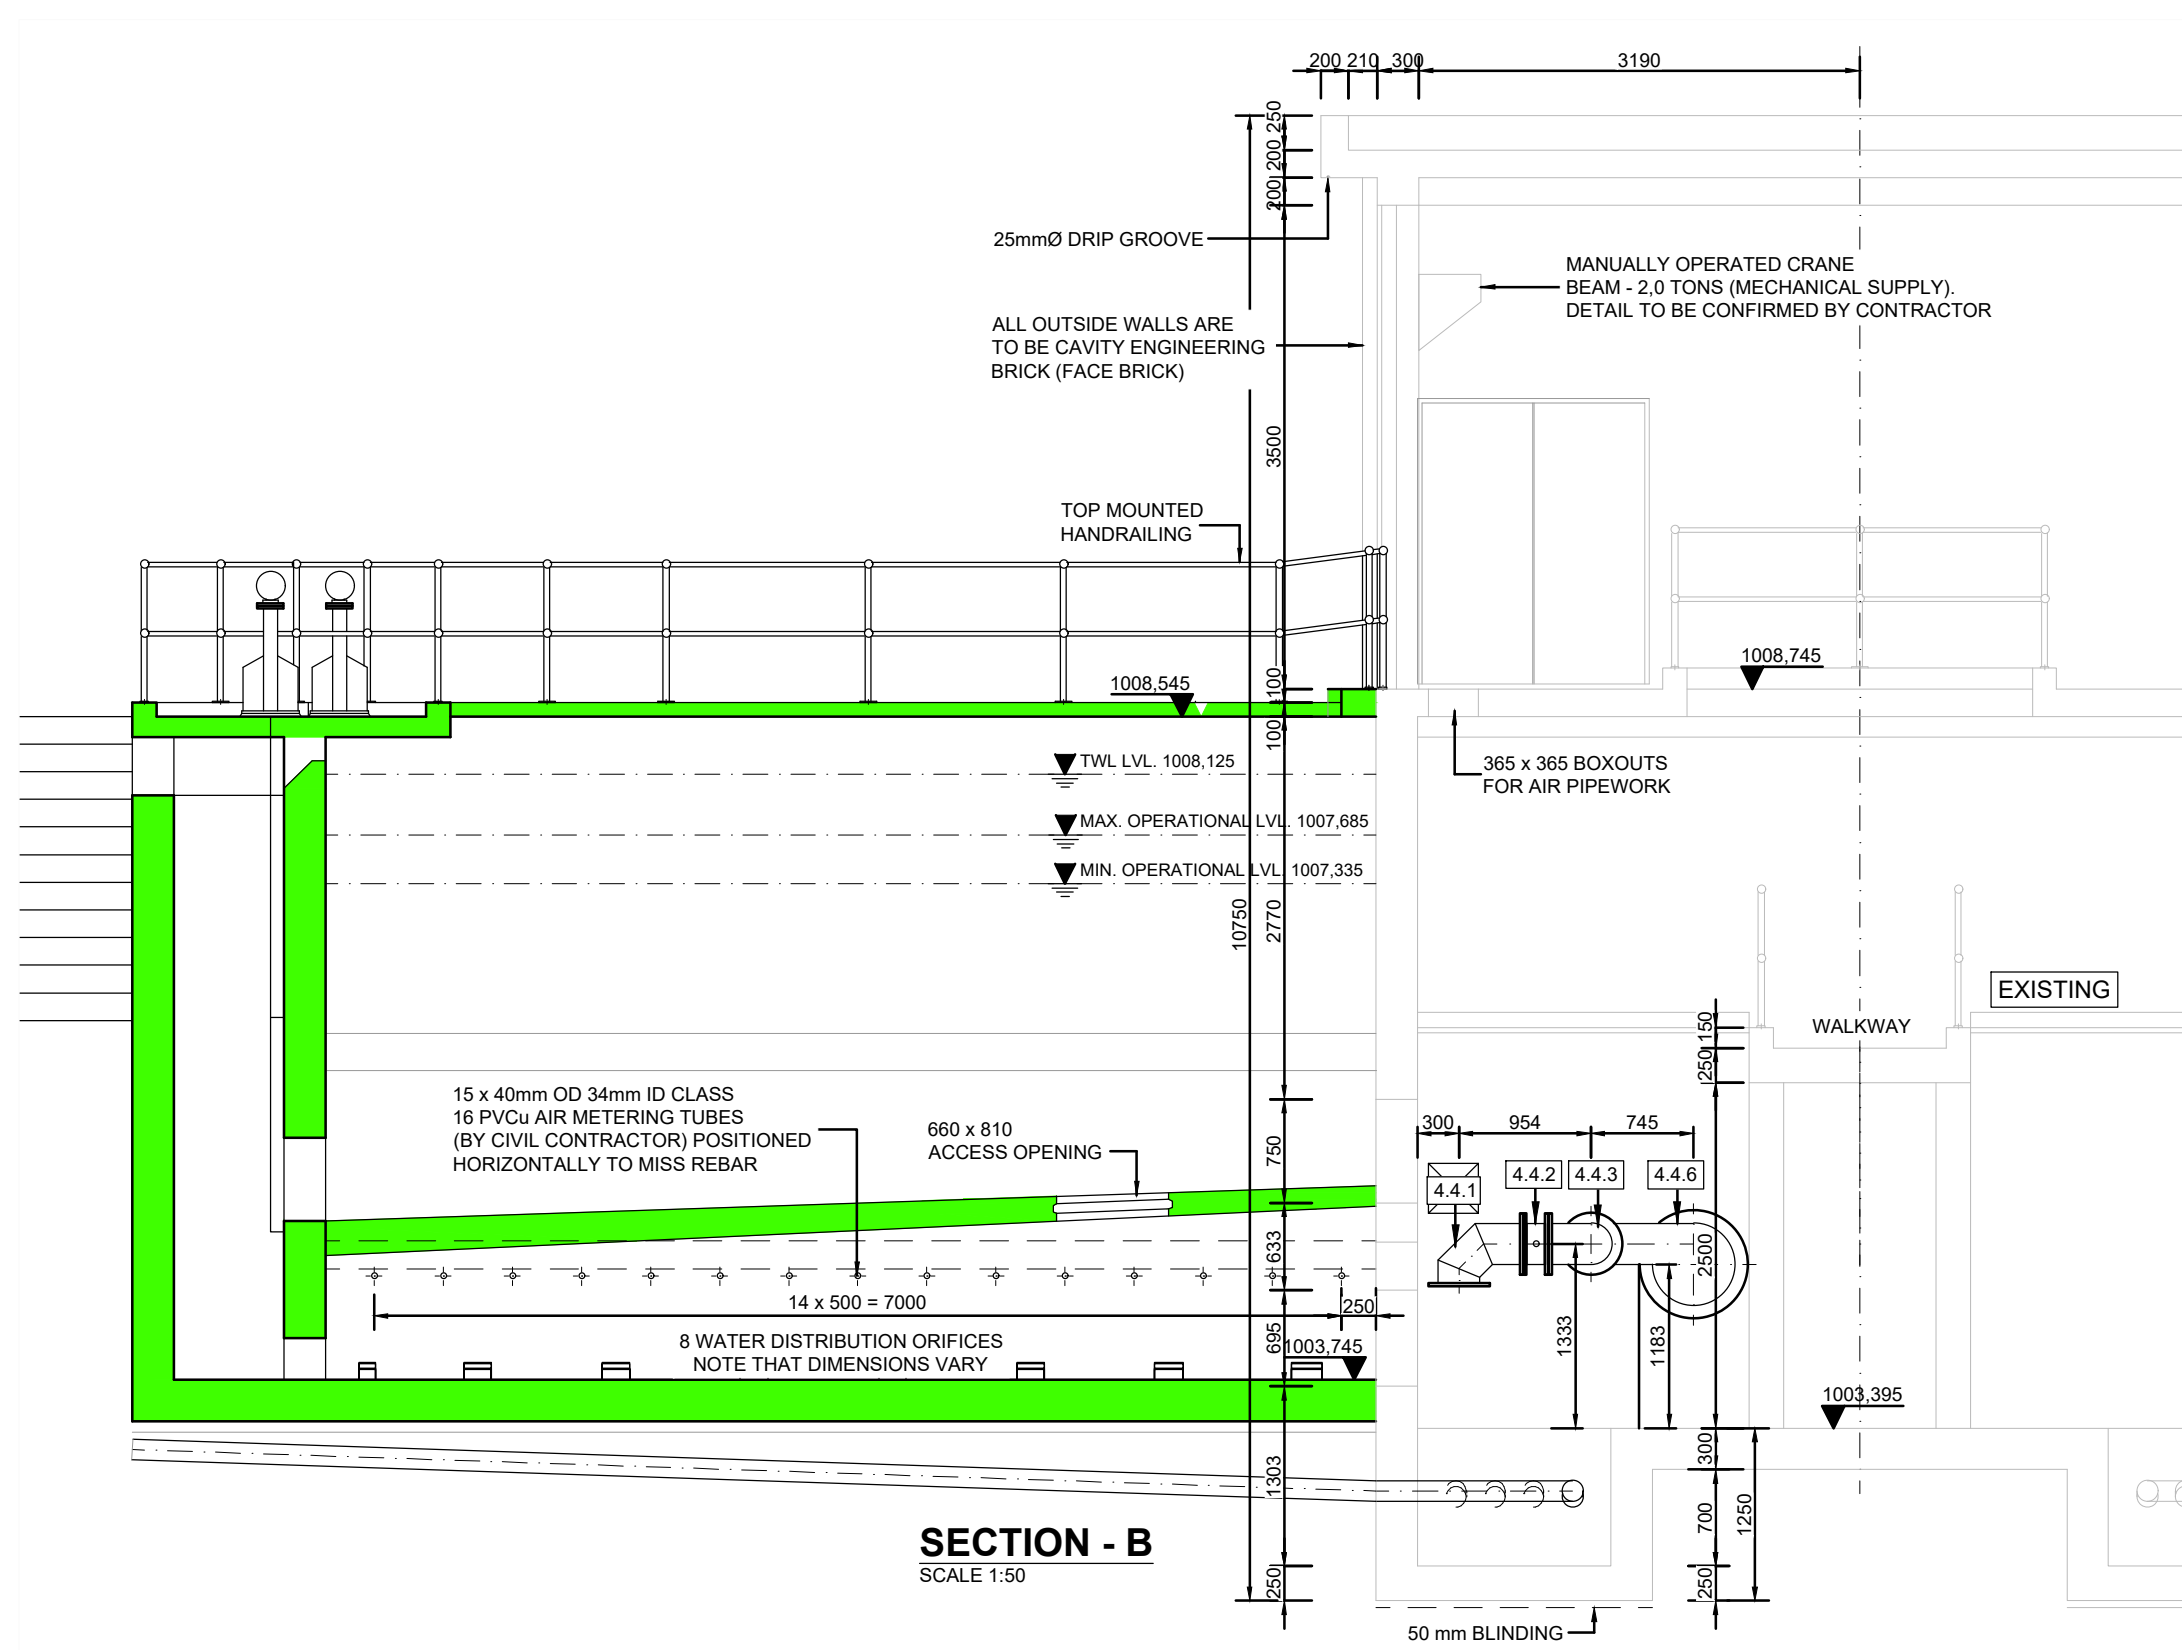 200 210 300 3190
250
200
200
25mmØ DRIP GROOVE
MANUALLY OPERATED CRANE
BEAM - 2,0 TONS (MECHANICAL SUPPLY).
DETAIL TO BE CONFIRMED BY CONTRACTOR
ALL OUTSIDE WALLS ARE
TO BE CAVITY ENGINEERING
BRICK (FACE BRICK)
3500
TOP MOUNTED
HANDRAILING
1008,545
100
1008,745
100
TWL LVL. 1008,125
365 x 365 BOXOUTS
FOR AIR PIPEWORK
MAX. OPERATIONAL LVL. 1007,685
MIN. OPERATIONAL LVL. 1007,335
10750
2770
EXISTING
150
WALKWAY
250
15 x 40mm OD 34mm ID CLASS
16 PVCu AIR METERING TUBES
(BY CIVIL CONTRACTOR) POSITIONED
HORIZONTALLY TO MISS REBAR
660 x 810
ACCESS OPENING
750
300 954 745
4.4.1
4.4.2
4.4.3
4.4.6
633
2500
14 x 500 = 7000
250
8 WATER DISTRIBUTION ORIFICES
NOTE THAT DIMENSIONS VARY
695
1003,745
1333
1183
1003,395
1303
300
700
1250
SECTION - B
SCALE 1:50
250
250
50 mm BLINDING